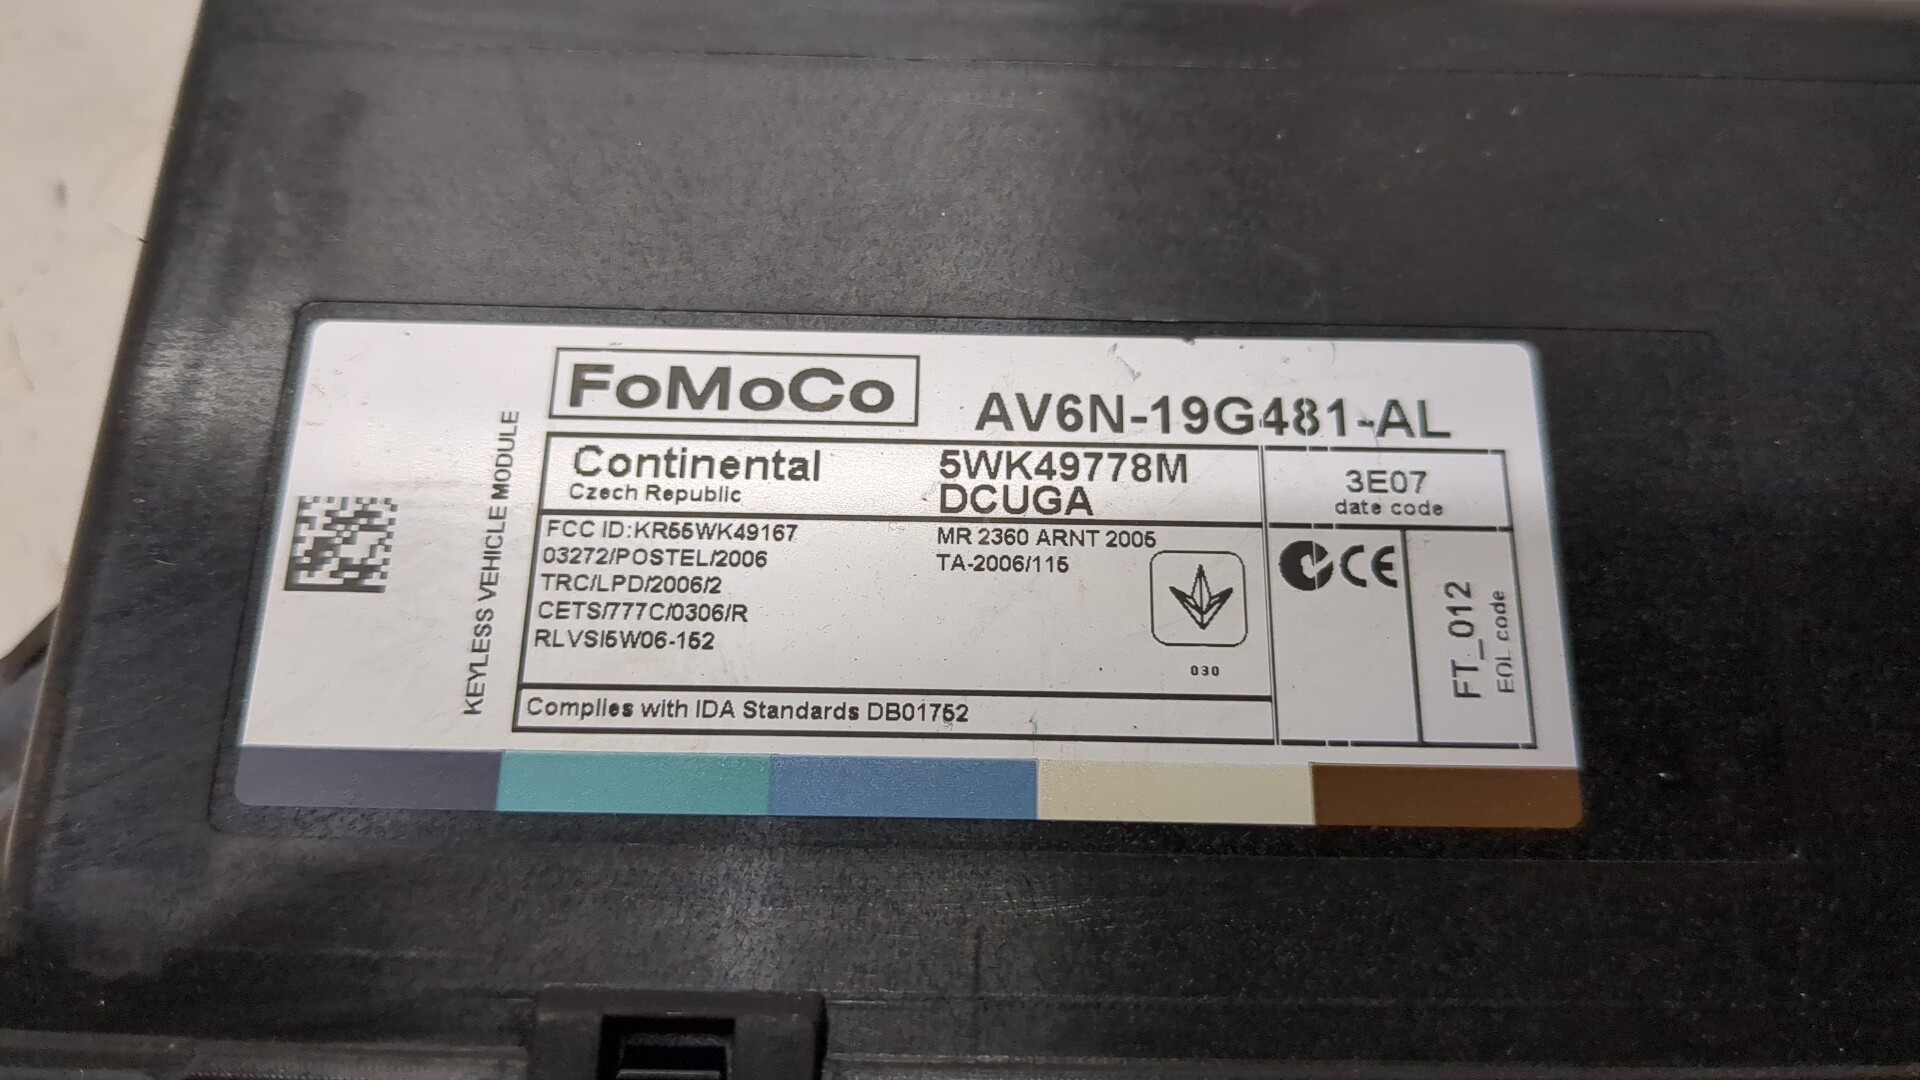 FoMoCo
AV6N-19G481-AL
KEYLESS VEHICLE MODULE
Continental
Czech Republic
5WK49778M
DCUGA
3E07
date code
FCC ID:KR55WK49167
03272/POSTEL/2006
TRC/LPD/2006/2
CETS/777C/0306/R
RLVSI5W06-152
MR 2360 ARNT 2005
TA-2006/115
030
CE
FT_012
EOL code
Complies with IDA Standards DB01752